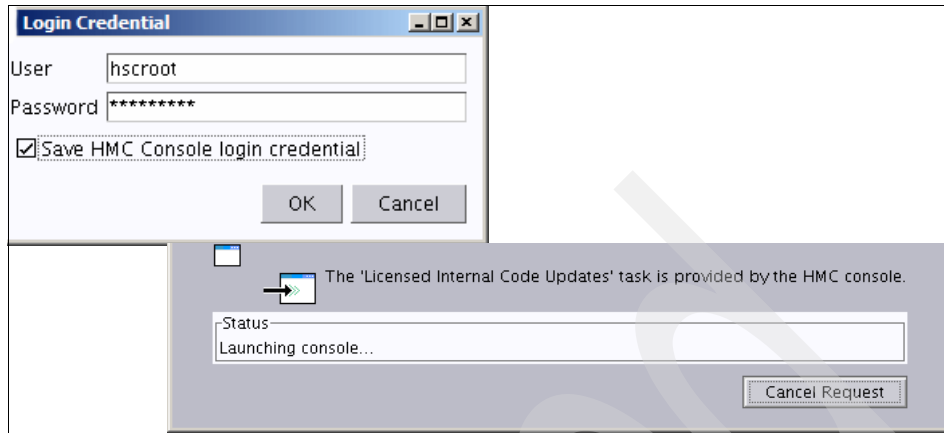 Login Credential
User hscroot
Password *********
Save HMC Console login credential
OK Cancel
The 'Licensed Internal Code Updates' task is provided by the HMC console.
Status
Launching console...
Cancel Request